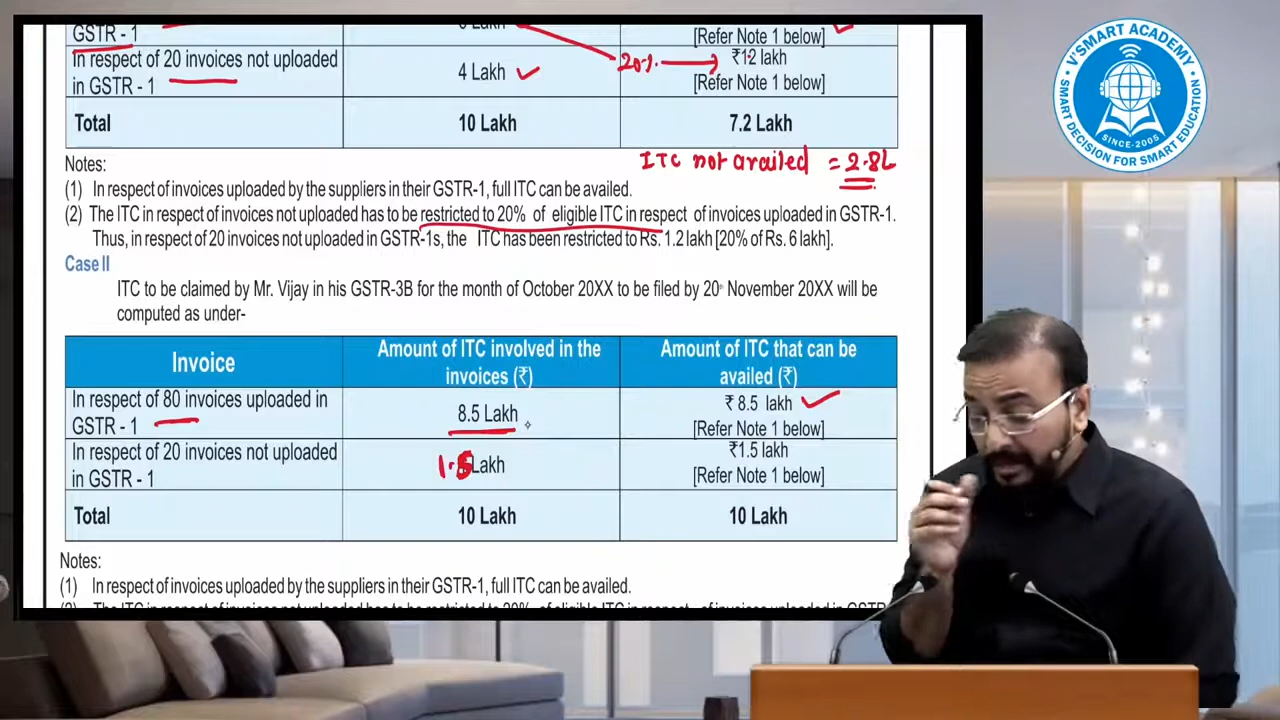 GSTR - 1
[Refer Note 1 below]
In respect of 20 invoices not uploaded
in GSTR - 1
4 Lakh
20%
₹12 lakh
[Refer Note 1 below]
Total
10 Lakh
7.2 Lakh
ITC not availed = 2.8L
Notes:
(1) In respect of invoices uploaded by the suppliers in their GSTR-1, full ITC can be availed.
(2) The ITC in respect of invoices not uploaded has to be restricted to 20% of eligible ITC in respect of invoices uploaded in GSTR-1.
Thus, in respect of 20 invoices not uploaded in GSTR-1s, the ITC has been restricted to Rs. 1.2 lakh [20% of Rs. 6 lakh].
Case II
ITC to be claimed by Mr. Vijay in his GSTR-3B for the month of October 20XX to be filed by 20 November 20XX will be
computed as under-
Invoice
Amount of ITC involved in the
invoices (₹)
Amount of ITC that can be
availed (₹)
In respect of 80 invoices uploaded in
GSTR - 1
8.5 Lakh
₹ 8.5 lakh
[Refer Note 1 below]
In respect of 20 invoices not uploaded
in GSTR - 1
1.5 Lakh
₹1.5 lakh
[Refer Note 1 below]
Total
10 Lakh
10 Lakh
Notes:
(1) In respect of invoices uploaded by the suppliers in their GSTR-1, full ITC can be availed.
V'SMART ACADEMY
SINCE-2005
SMART DECISION FOR SMART EDUCATION